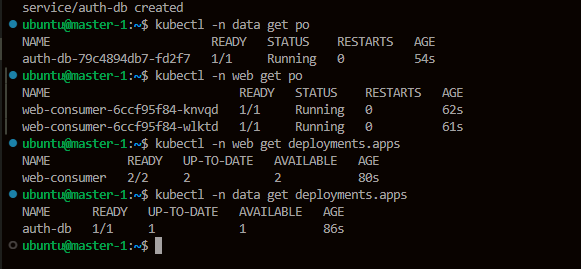 service/auth-db created
ubuntu@master-1:~$ kubectl -n data get po
NAME READY STATUS RESTARTS AGE
auth-db-79c4894db7-fd2f7 1/1 Running 0 54s
ubuntu@master-1:~$ kubectl -n web get po
NAME READY STATUS RESTARTS AGE
web-consumer-6ccf95f84-knvqd 1/1 Running 0 62s
web-consumer-6ccf95f84-wlktd 1/1 Running 0 61s
ubuntu@master-1:~$ kubectl -n web get deployments.apps
NAME READY UP-TO-DATE AVAILABLE AGE
web-consumer 2/2 2 2 80s
ubuntu@master-1:~$ kubectl -n data get deployments.apps
NAME READY UP-TO-DATE AVAILABLE AGE
auth-db 1/1 1 1 86s
ubuntu@master-1:~$